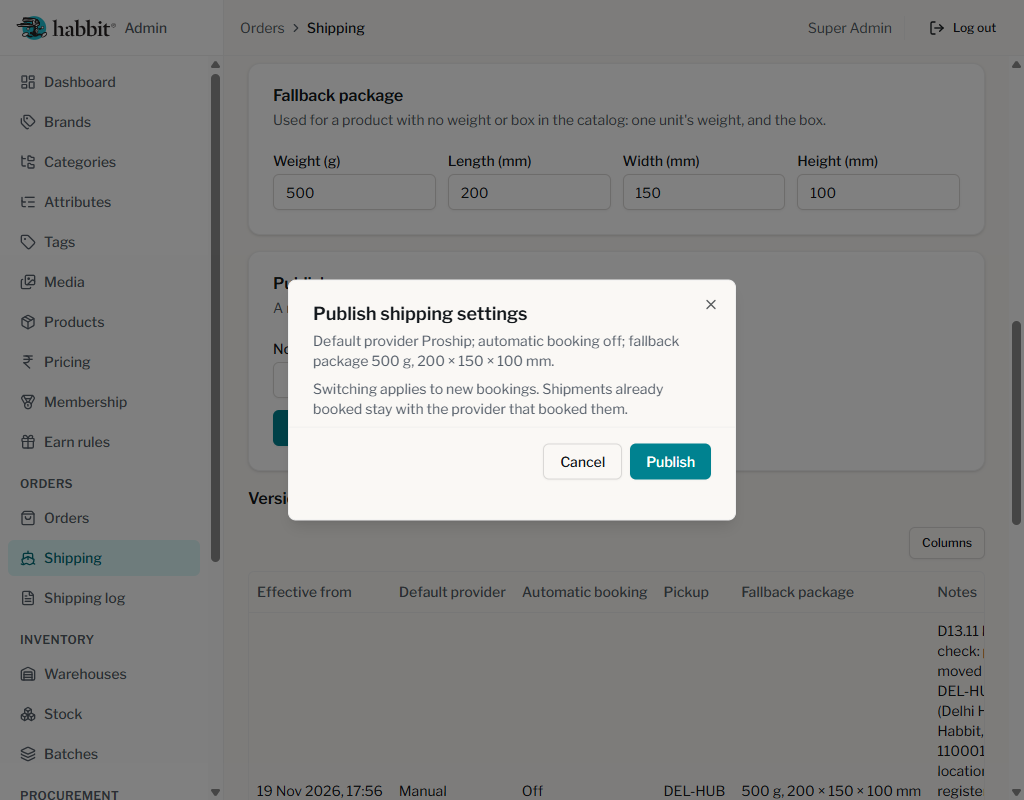 habbit® Admin
Orders > Shipping
Super Admin
Log out
Dashboard
Brands
Categories
Attributes
Tags
Media
Products
Pricing
Membership
Earn rules
ORDERS
Orders
Shipping
Shipping log
INVENTORY
Warehouses
Stock
Batches
PROCUREMENT
Fallback package
Used for a product with no weight or box in the catalog: one unit's weight, and the box.
Weight (g) Length (mm) Width (mm) Height (mm)
500 200 150 100
A
Publish shipping settings
Default provider Proship; automatic booking off; fallback
package 500 g, 200 × 150 × 100 mm.
Switching applies to new bookings. Shipments already
booked stay with the provider that booked them.
Cancel Publish
Columns
Effective from Default provider Automatic booking Pickup Fallback package Notes
D13.11
check:
moved
DEL-HU
(Delhi H
Habbit,
110001
location
registe
19 Nov 2026, 17:56 Manual Off DEL-HUB 500 g, 200 × 150 × 100 mm